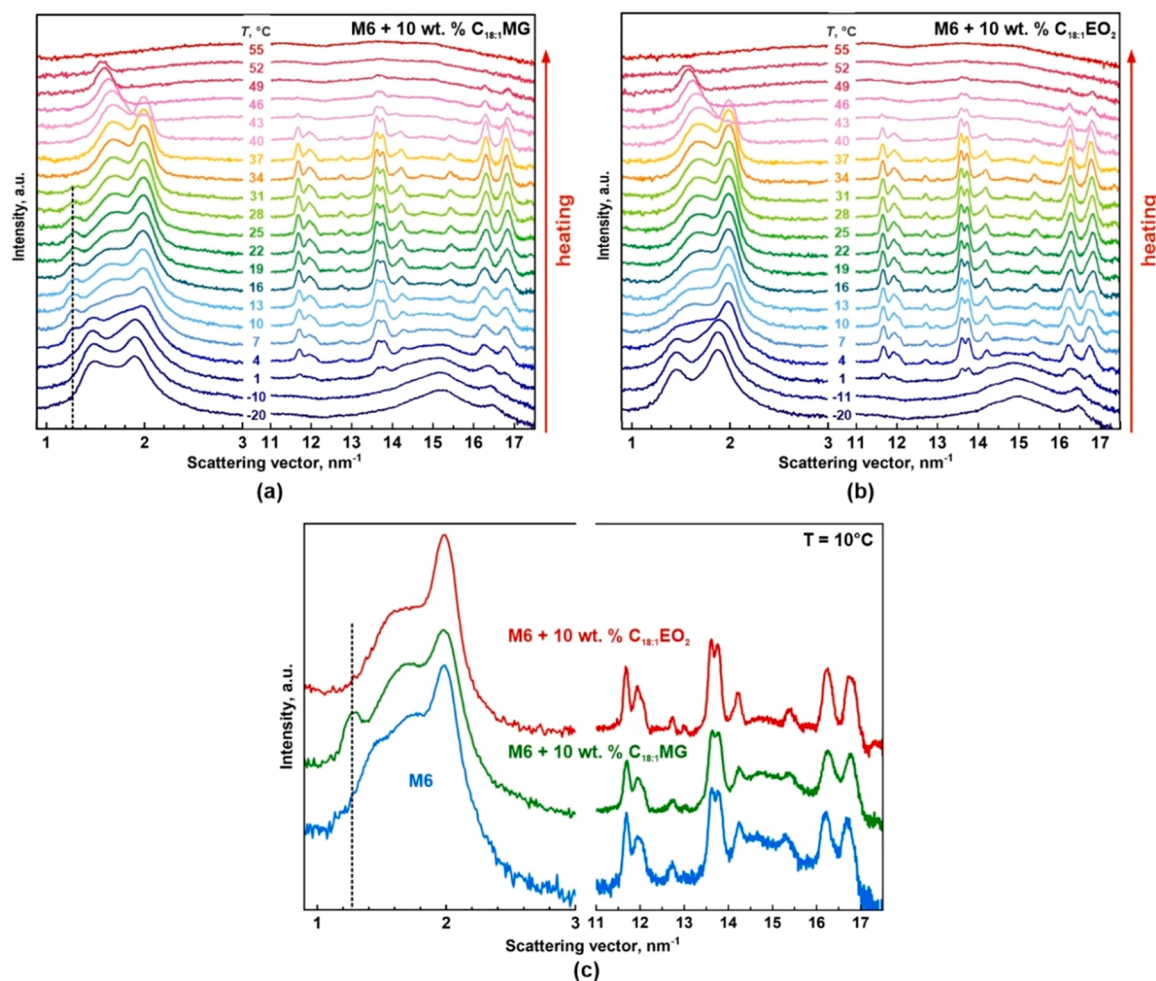 T, °C
M6 + 10 wt. % C18:1MG
55
52
49
46
43
40
37
34
31
28
25
22
19
16
13
10
7
4
1
-10
-20
Intensity, a.u.
heating
1 2 3 11 12 13 14 15 16 17
Scattering vector, nm-1
(a)
T, °C
M6 + 10 wt. % C18:1EO2
55
52
49
46
43
40
37
34
31
28
25
22
19
16
13
10
7
4
1
-11
-20
Intensity, a.u.
heating
1 2 3 11 12 13 14 15 16 17
Scattering vector, nm-1
(b)
T = 10°C
M6 + 10 wt. % C18:1EO2
M6 + 10 wt. % C18:1MG
M6
Intensity, a.u.
1 2 3 11 12 13 14 15 16 17
Scattering vector, nm-1
(c)